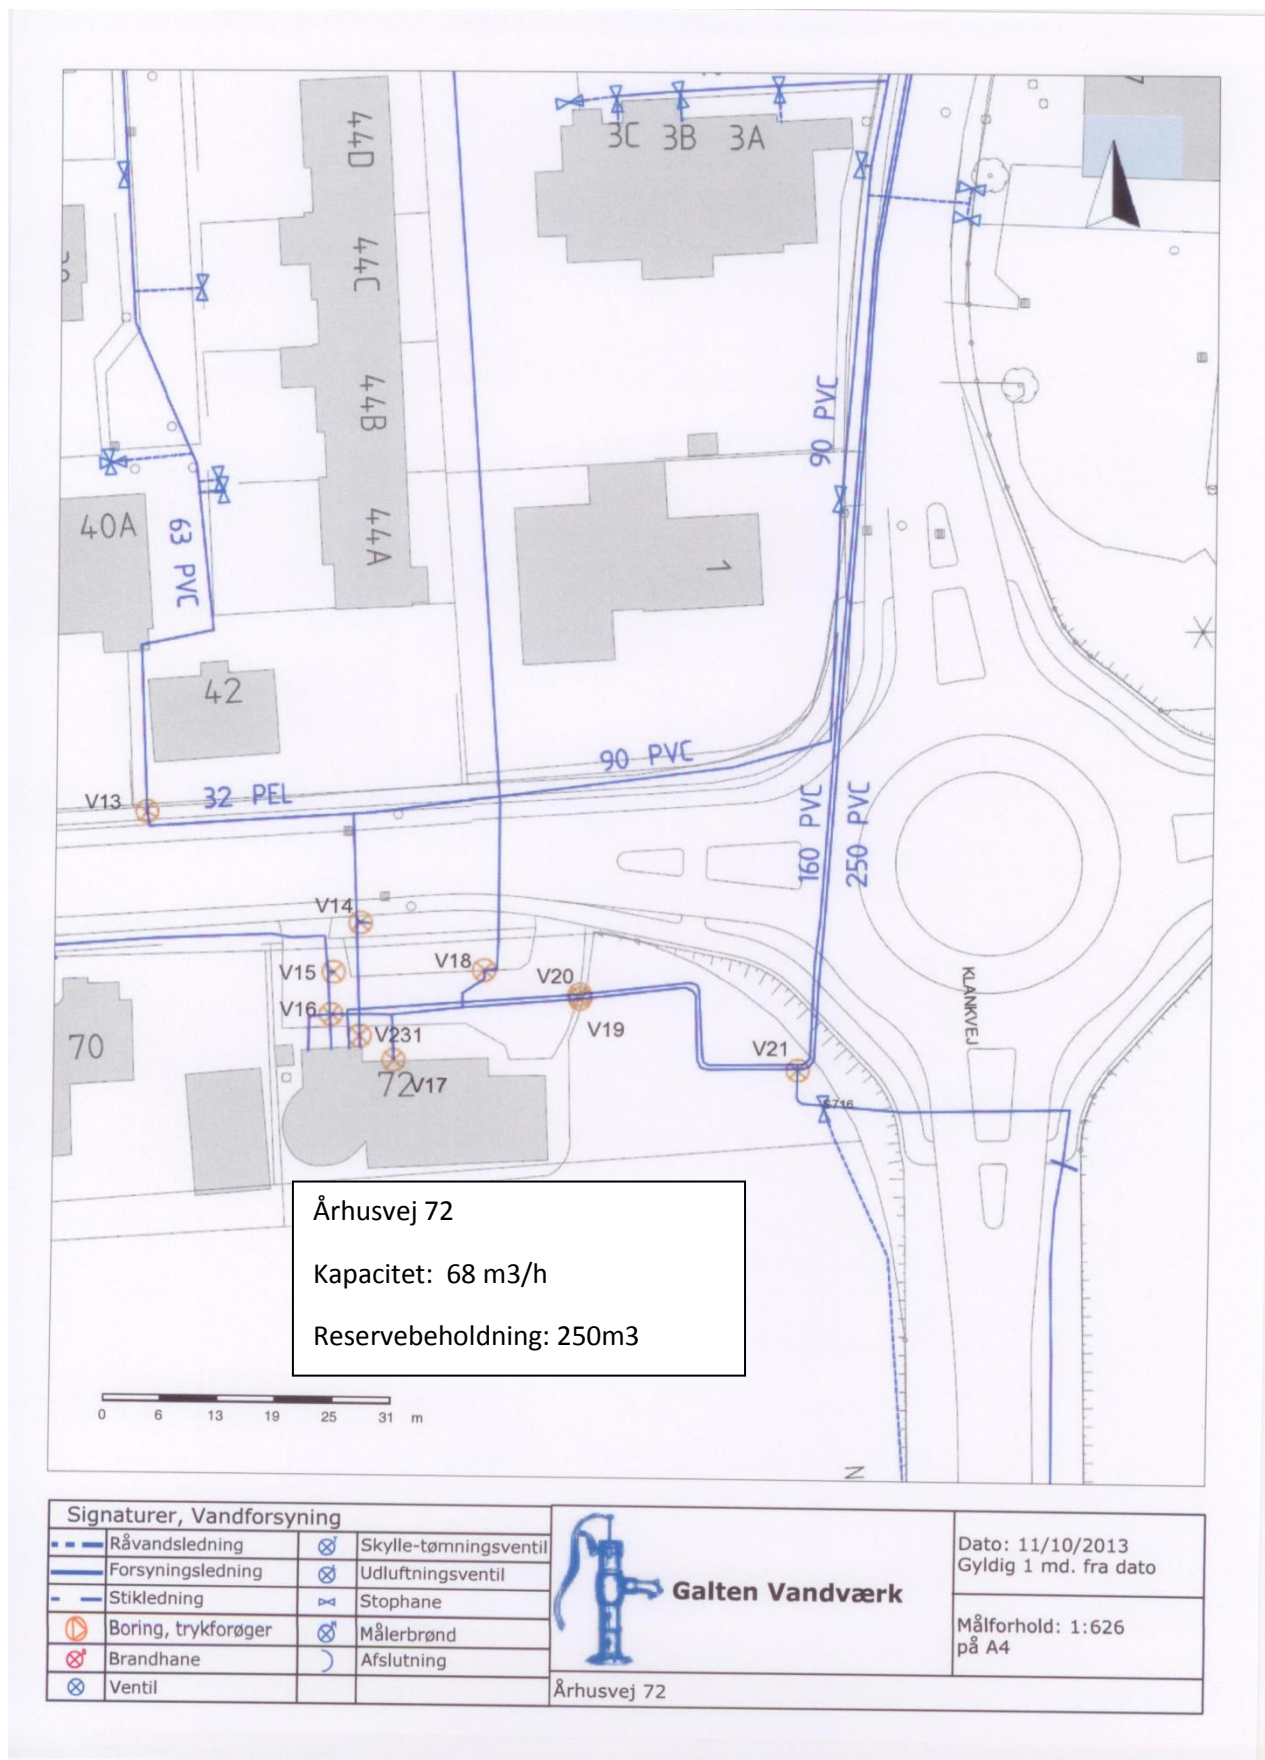 3C 3B 3A
44D
44C
44B
44A
90 PVC
40A
63 PVC
1
42
90 PVC
V13
32 PEL
160 PVC
250 PVC
V14
V15
V18
V20
V16
V19
V231
KLANKVEJ
70
V21
72
V17
S716
Århusvej 72
Kapacitet: 68 m3/h
Reservebeholdning: 250m3
0 6 13 19 25 31 m
N
Signaturer, Vandforsyning
Råvandsledning
Skylle-tømningsventil
Forsyningsledning
Udluftningsventil
Stikledning
Stophane
Boring, trykforøger
Målerbrønd
Brandhane
Afslutning
Ventil
Galten Vandværk
Dato: 11/10/2013
Gyldig 1 md. fra dato
Målforhold: 1:626
på A4
Århusvej 72